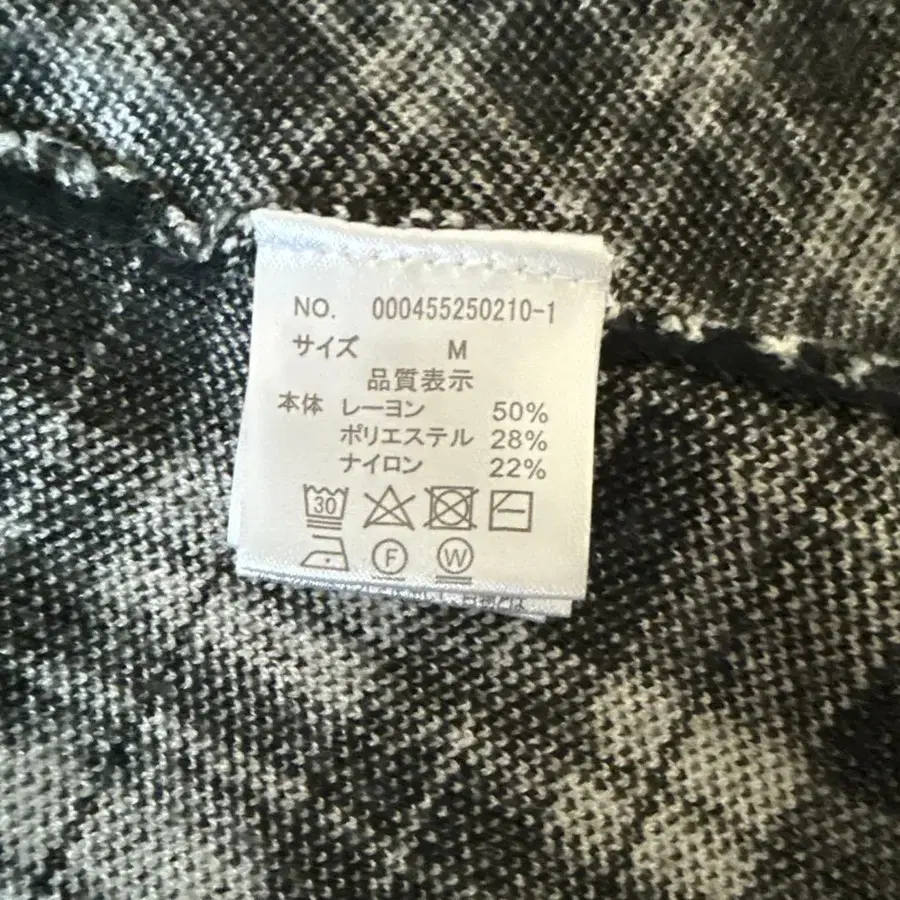 NO. 000455250210-1
サイズ M
品質表示
本体 レーヨン 50%
ポリエステル 28%
ナイロン 22%
30
F W